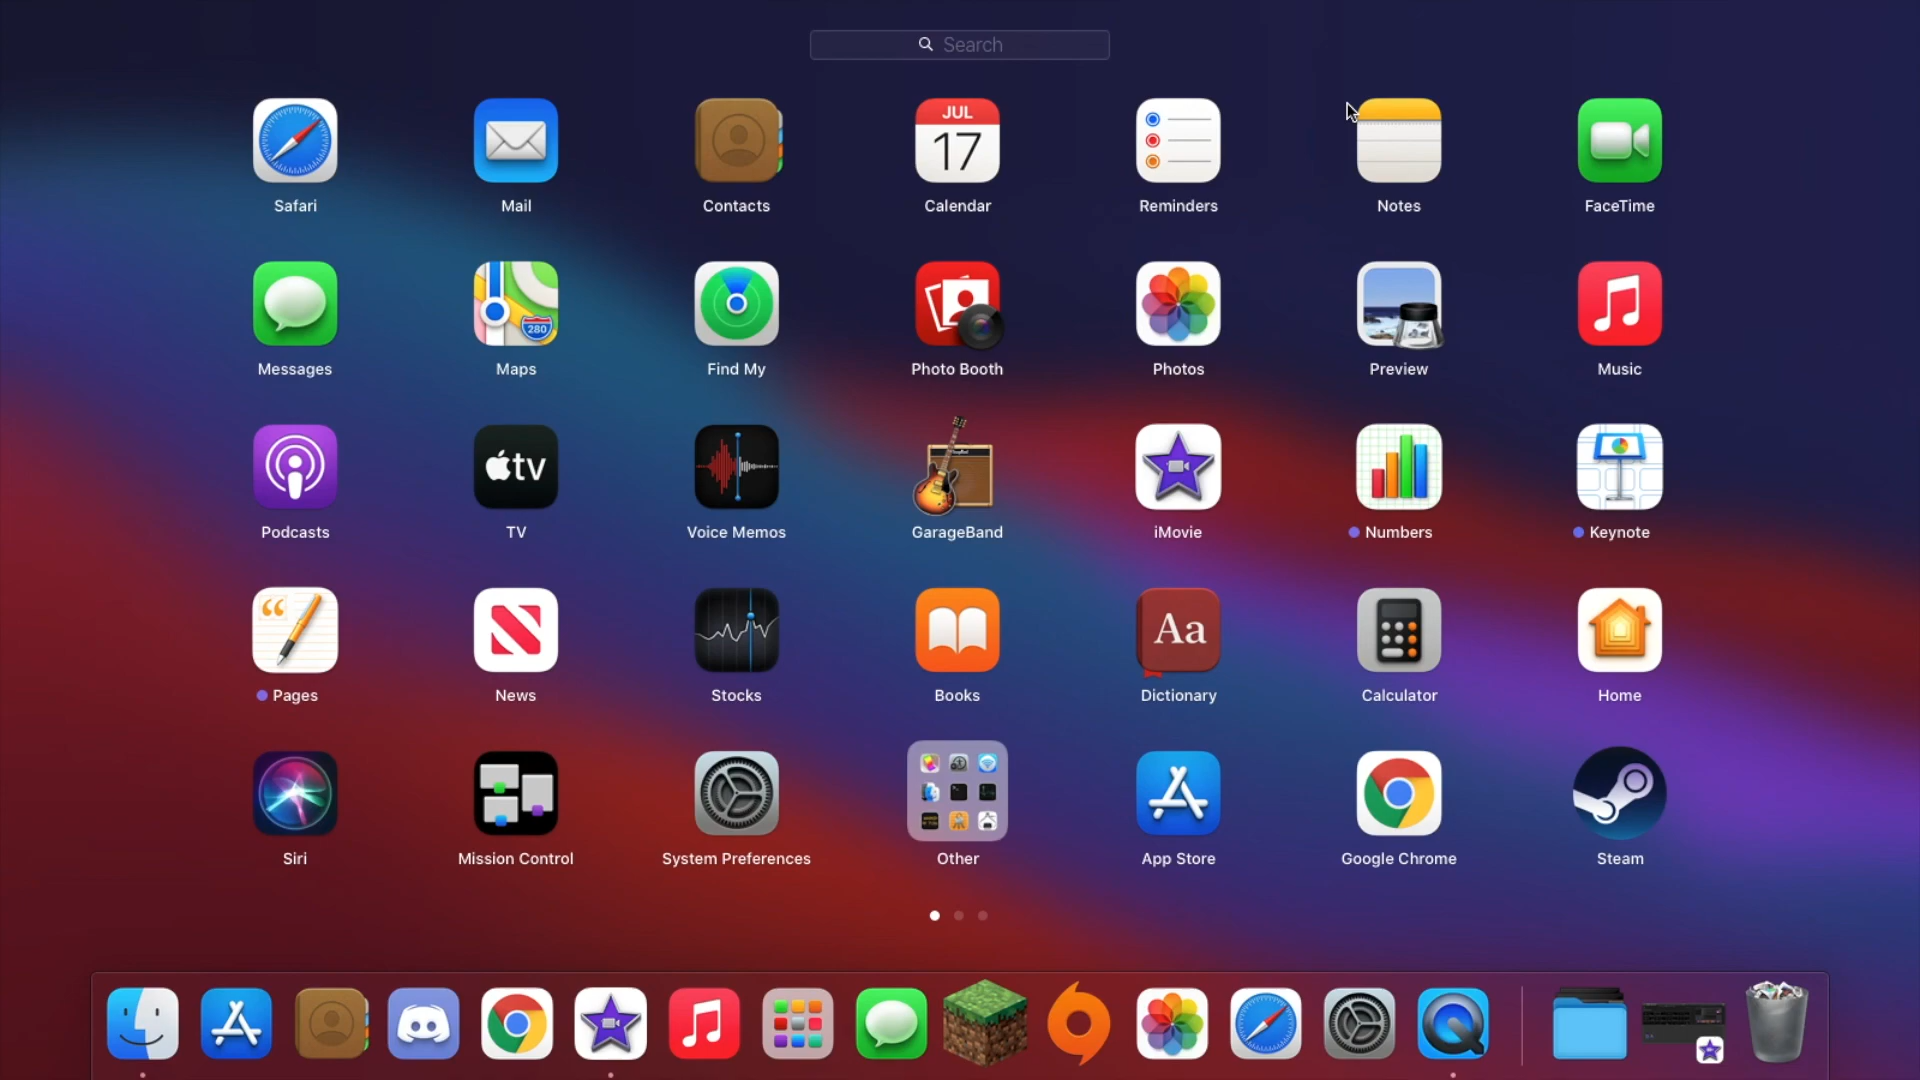 Search
JUL
17
Safari
Mail
Contacts
Calendar
Reminders
Notes
FaceTime
280
Messages
Maps
Find My
Photo Booth
Photos
Preview
Music
tv
Podcasts
TV
Voice Memos
GarageBand
iMovie
Numbers
Keynote
Aa
Pages
News
Stocks
Books
Dictionary
Calculator
Home
Siri
Mission Control
System Preferences
Other
App Store
Google Chrome
Steam